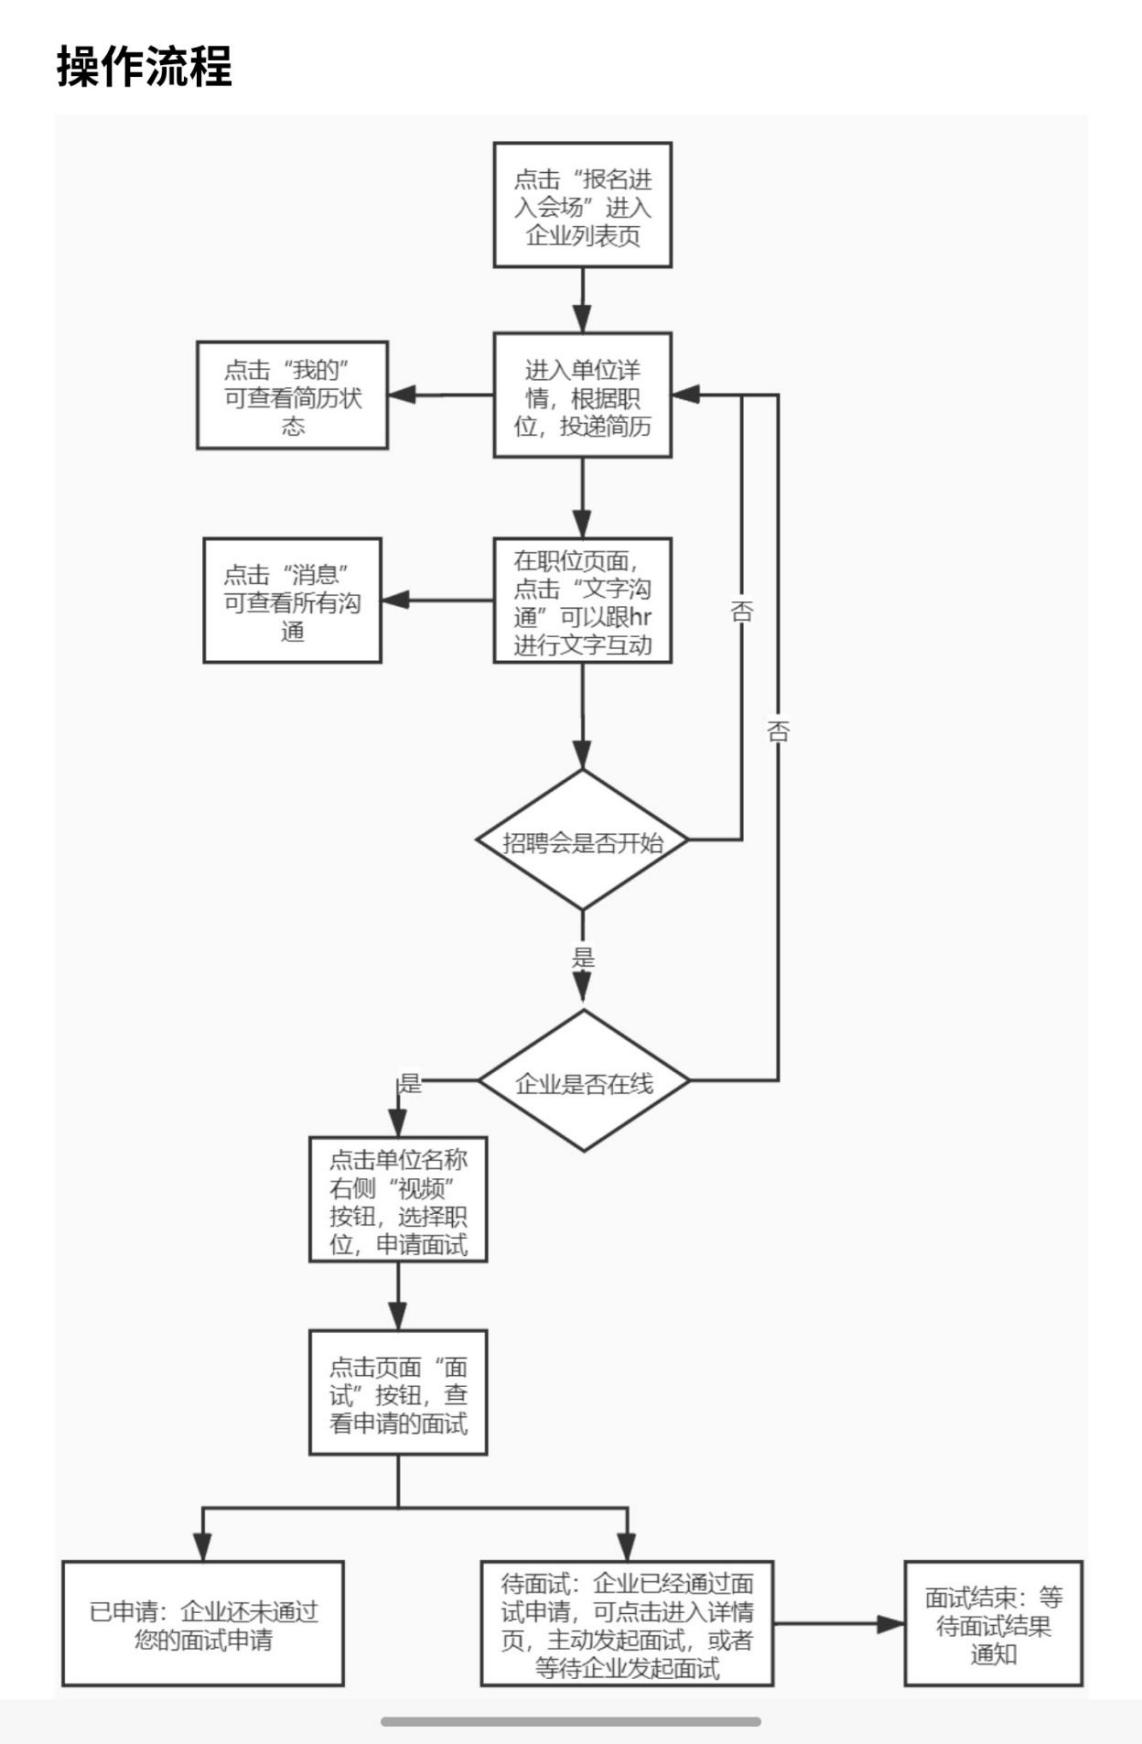 操作流程
点击“报名进
入会场”进入
企业列表页
点击“我的”
可查看简历状
态
进入单位详
情，根据职
位，投递简历
点击“消息”
可查看所有沟
通
在职位页面，
点击“文字沟
通”可以跟hr
进行文字互动
否
否
招聘会是否开始
是
企业是否在线
是
点击单位名称
右侧“视频”
按钮，选择职
位，申请面试
点击页面“面
试”按钮，查
看申请的面试
已申请：企业还未通过
您的面试申请
待面试：企业已经通过面
试申请，可点击进入详情
页，主动发起面试，或者
等待企业发起面试
面试结束：等
待面试结果
通知